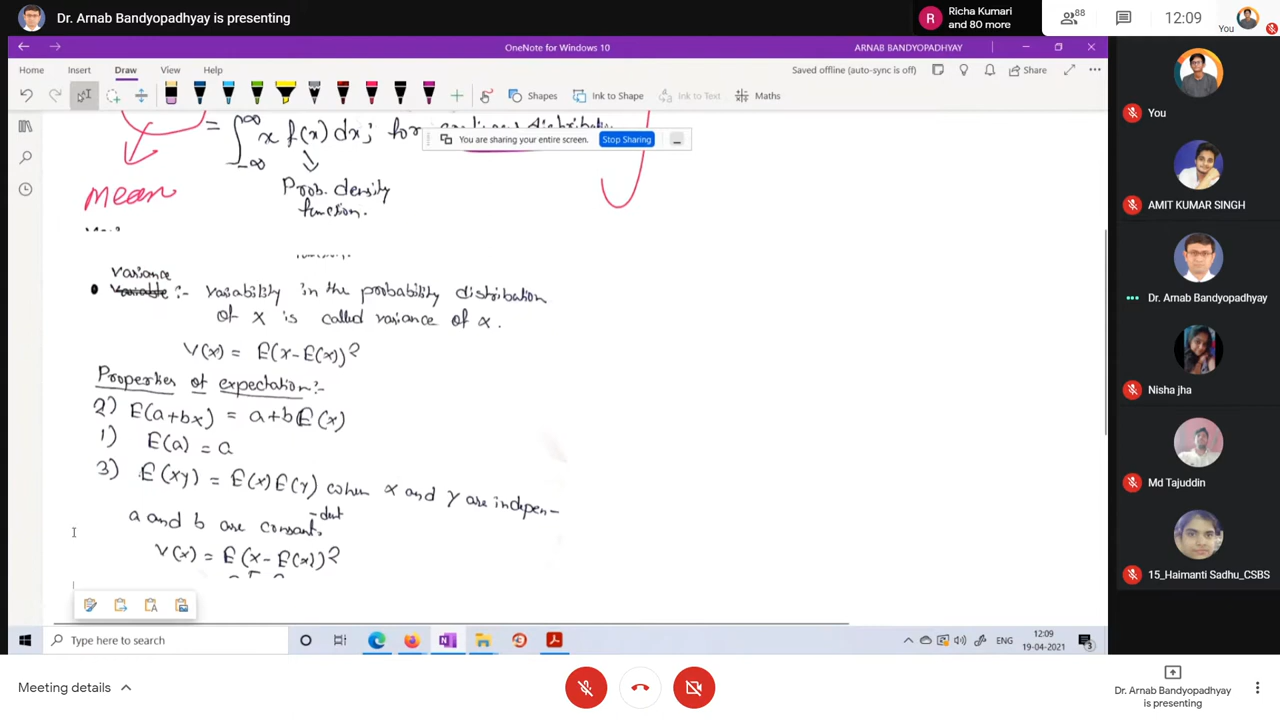 Dr. Arnab Bandyopadhyay is presenting
R
Richa Kumari
and 80 more
88
12:09
You
OneNote for Windows 10
ARNAB BANDYOPADHYAY
Home Insert Draw View Help
Saved offline (auto-sync is off)
Share
Shapes
Ink to Shape
Ink to Text
Maths
= ∫_{-∞}^{∞} x f(x) dx; for
You are sharing your entire screen.
Stop Sharing
Mean
Prob. density
function.
Variance
:- Variability in the probability distribution
of X is called variance of x.
V(x) = E(x-E(x))²
Properties of expectation:-
2) E(a+bx) = a+bE(x)
1) E(a) = a
3) E(xy) = E(x)E(y) when x and y are indepen-
-dent
a and b are consant.
V(x) = E(x-E(x))²
Type here to search
ENG
12:09
19-04-2021
3
You
AMIT KUMAR SINGH
Dr. Arnab Bandyopadhyay
Nisha jha
Md Tajuddin
15_Haimanti Sadhu_CSBS
Meeting details
Dr. Arnab Bandyopadhyay
is presenting